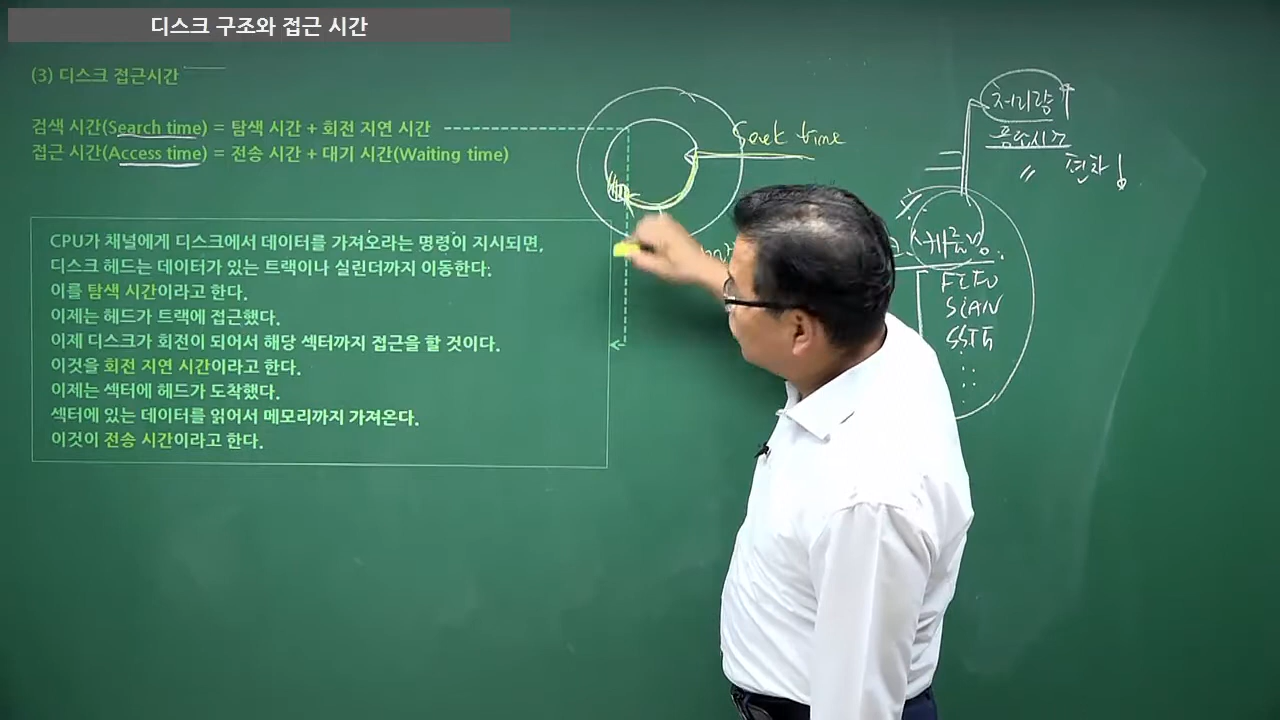 디스크 구조와 접근 시간
(3) 디스크 접근시간
검색 시간(Search time) = 탐색 시간 + 회전 지연 시간
접근 시간(Access time) = 전송 시간 + 대기 시간(Waiting time)
CPU가 채널에게 디스크에서 데이터를 가져오라는 명령이 지시되면,
디스크 헤드는 데이터가 있는 트랙이나 실린더까지 이동한다.
이를 탐색 시간이라고 한다.
이제는 헤드가 트랙에 접근했다.
이제 디스크가 회전이 되어서 해당 섹터까지 접근을 할 것이다.
이것을 회전 지연 시간이라고 한다.
이제는 섹터에 헤드가 도착했다.
섹터에 있는 데이터를 읽어서 메모리까지 가져온다.
이것이 전송 시간이라고 한다.
Seek time
처리량↑
" 편차↓
스케줄링
FIFO
SCAN